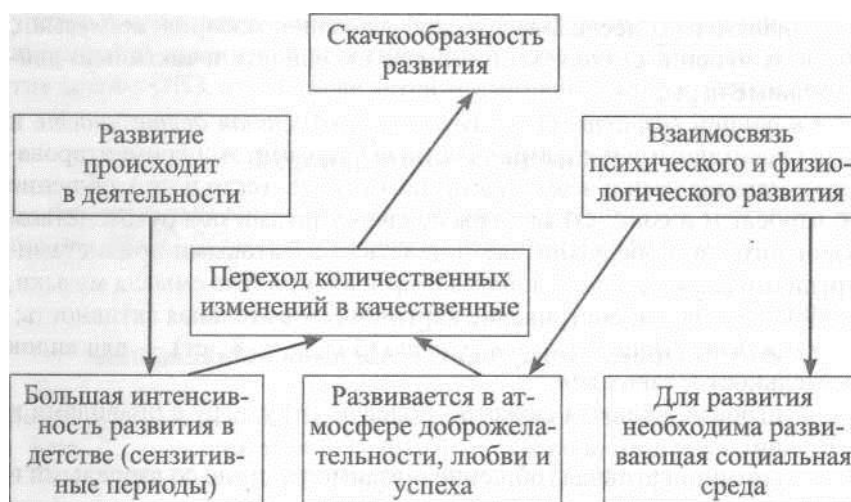 Скачкообразность
развития
Развитие
происходит
в деятельности
Взаимосвязь
психического и физио-
логического развития
Переход количественных
изменений в качественные
Большая интенсив-
ность развития в
детстве (сензитив-
ные периоды)
Развивается в ат-
мосфере доброжела-
тельности, любви и
успеха
Для развития
необходима разви-
вающая социальная
среда